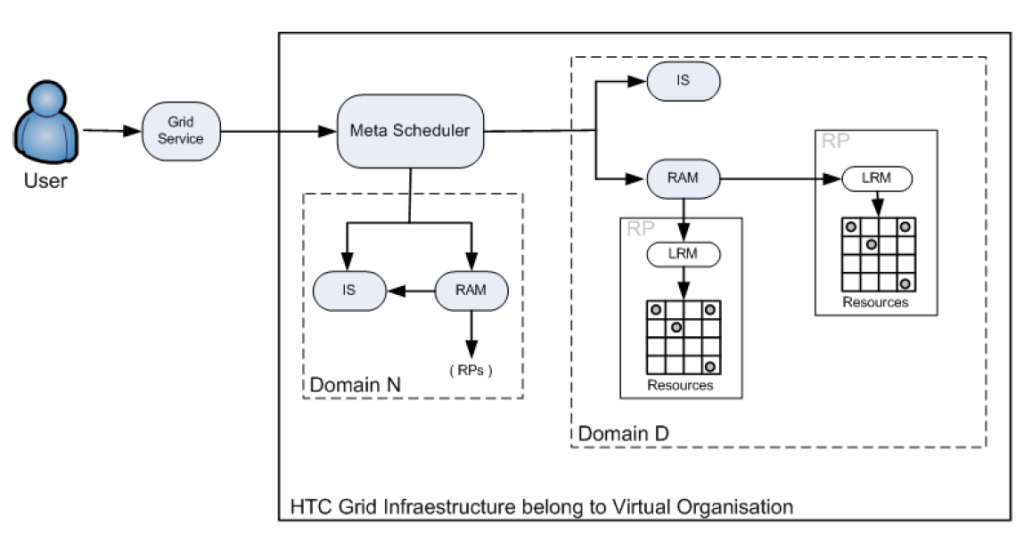 User
Grid
Service
Meta Scheduler
IS
RAM
( RPs )
Domain N
IS
RAM
RP
LRM
Resources
RP
LRM
Resources
Domain D
HTC Grid Infraestructure belong to Virtual Organisation